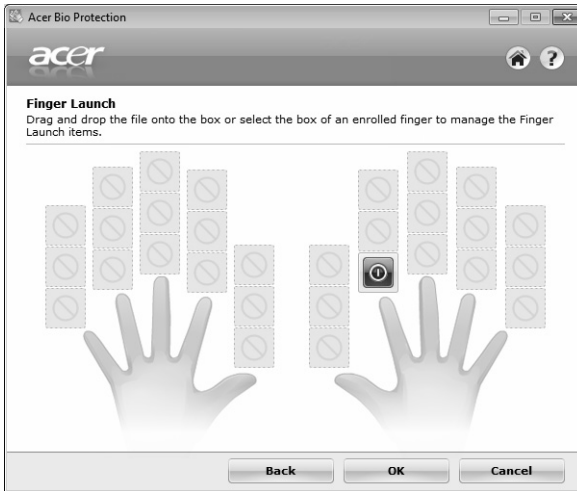 Acer Bio Protection
acer
?
Finger Launch
Drag and drop the file onto the box or select the box of an enrolled finger to manage the Finger
Launch items.
Back OK Cancel